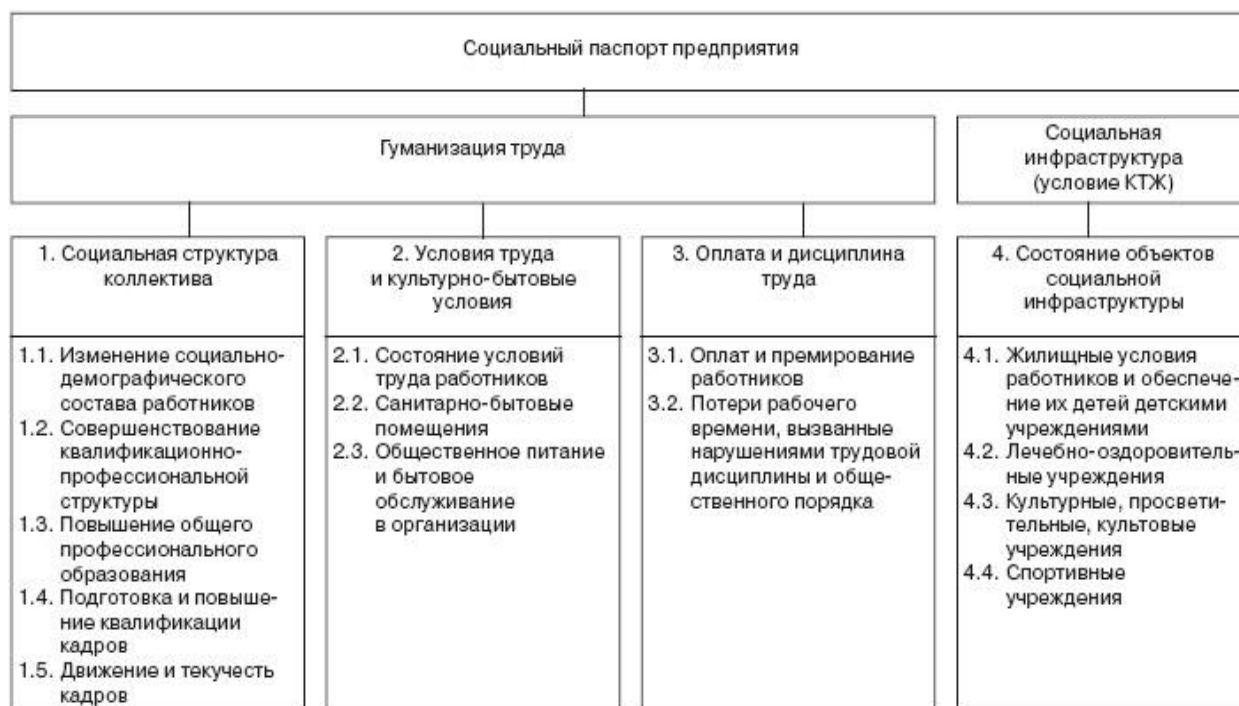 Социальный паспорт предприятия
Гуманизация труда
Социальная
инфраструктура
(условие КТЖ)
1. Социальная структура
коллектива
1.1. Изменение социально-
демографического
состава работников
1.2. Совершенствование
квалификационно-
профессиональной
структуры
1.3. Повышение общего
профессионального
образования
1.4. Подготовка и повыше-
ние квалификации
кадров
1.5. Движение и текучесть
кадров
2. Условия труда
и культурно-бытовые
условия
2.1. Состояние условий
труда работников
2.2. Санитарно-бытовые
помещения
2.3. Общественное питание
и бытовое
обслуживание
в организации
3. Оплата и дисциплина
труда
3.1. Оплат и премирование
работников
3.2. Потери рабочего
времени, вызванные
нарушениями трудовой
дисциплины и обще-
ственного порядка
4. Состояние объектов
социальной
инфраструктуры
4.1. Жилищные условия
работников и обеспече-
ние их детей детскими
учреждениями
4.2. Лечебно-оздоровитель-
ные учреждения
4.3. Культурные, просвети-
тельные, культовые
учреждения
4.4. Спортивные
учреждения